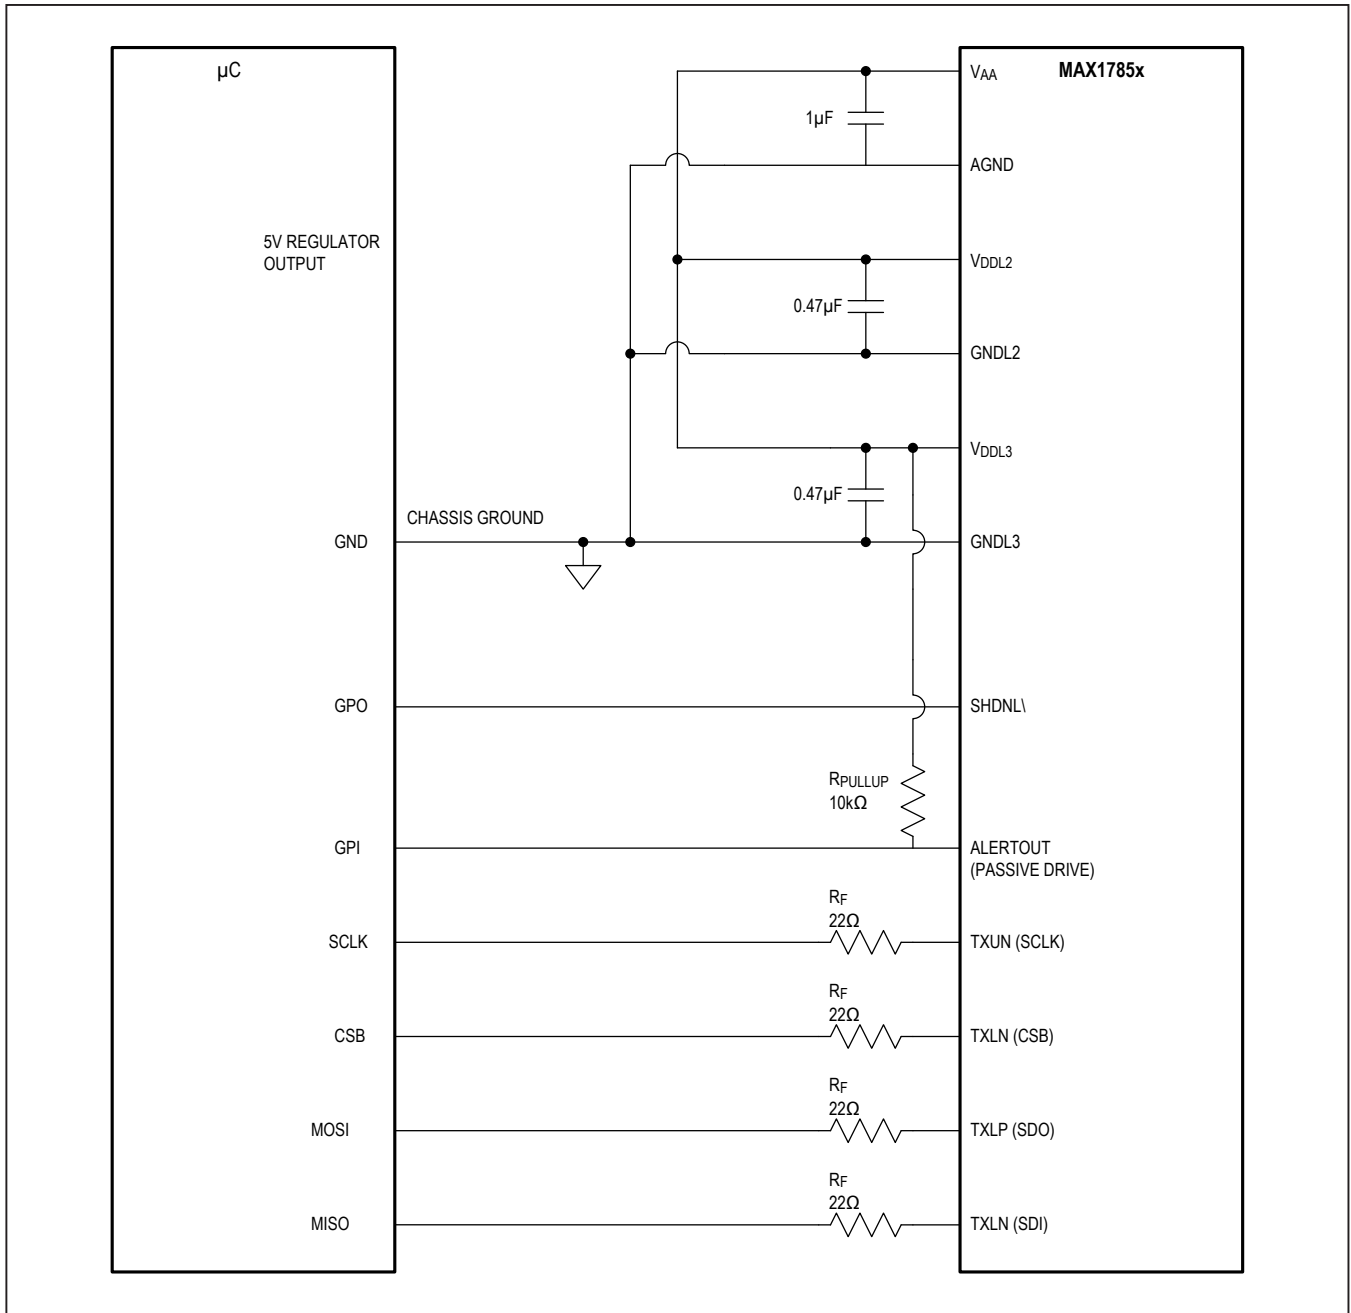 µC
MAX1785x
VAA
1µF
AGND
5V REGULATOR
OUTPUT
VDDL2
0.47µF
GNDL2
VDDL3
0.47µF
CHASSIS GROUND
GND
GNDL3
GPO
SHDNL\
RPULLUP
10kΩ
GPI
ALERTOUT
(PASSIVE DRIVE)
RF
22Ω
SCLK
TXUN (SCLK)
RF
22Ω
CSB
TXLN (CSB)
RF
22Ω
MOSI
TXLP (SDO)
RF
22Ω
MISO
TXLN (SDI)